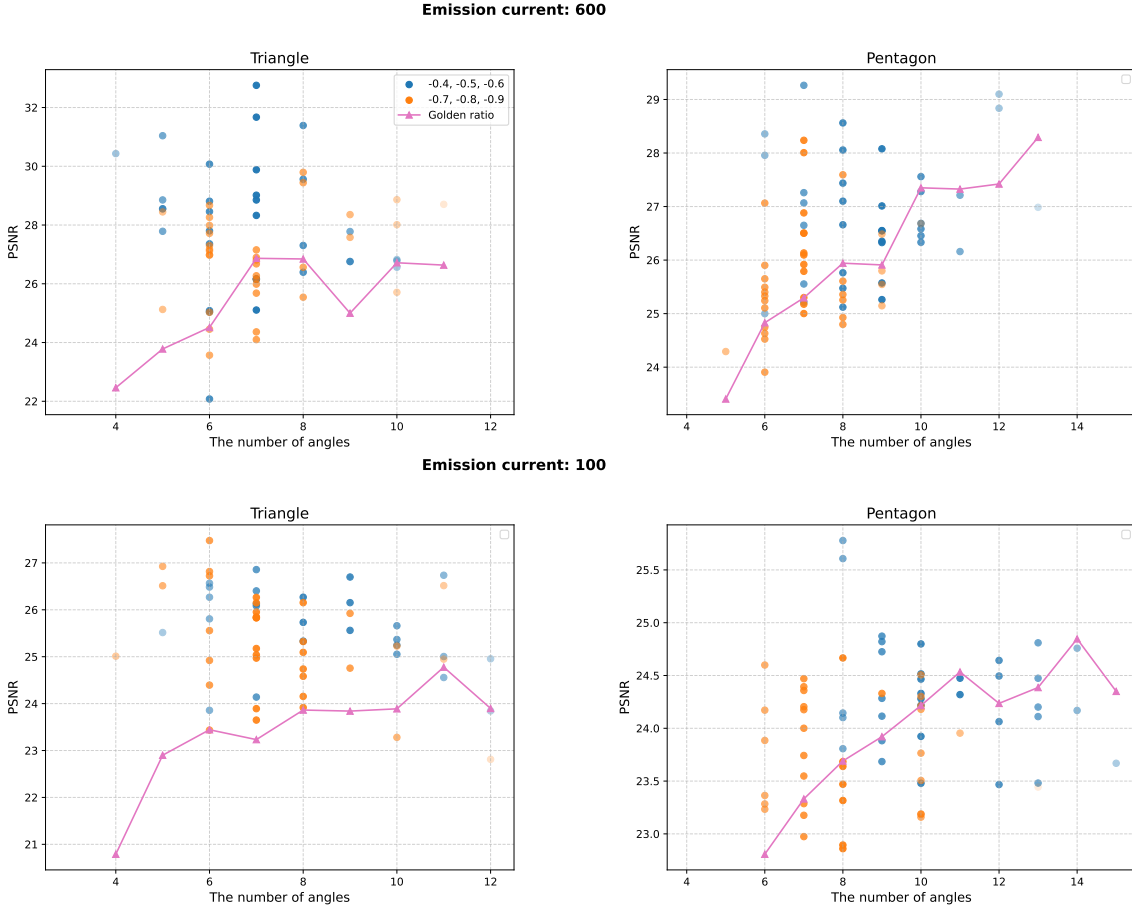 Emission current: 600
Triangle
Pentagon
PSNR
32
30
28
26
24
22
-0.4, -0.5, -0.6
-0.7, -0.8, -0.9
Golden ratio
4 6 8 10 12
The number of angles
PSNR
29
28
27
26
25
24
4 6 8 10 12 14
The number of angles
Emission current: 100
Triangle
Pentagon
PSNR
27
26
25
24
23
22
21
4 6 8 10 12
The number of angles
PSNR
25.5
25.0
24.5
24.0
23.5
23.0
4 6 8 10 12 14
The number of angles